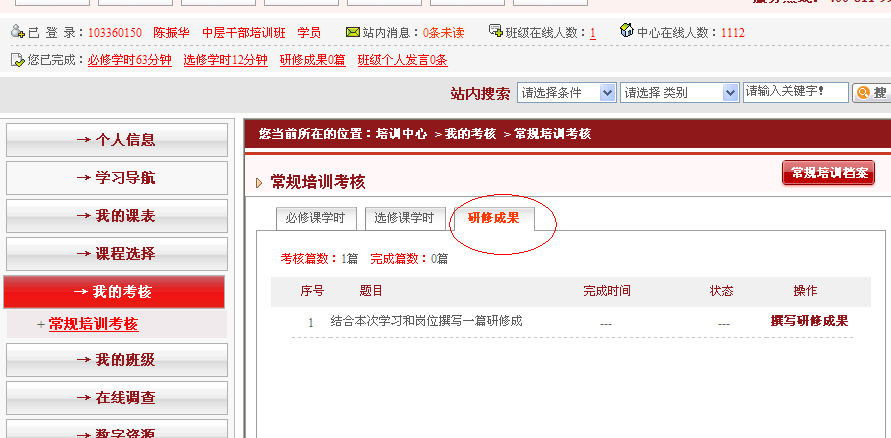 已 登 录：103360150 陈振华 中层干部培训班 学员 站内消息：0条未读 班级在线人数：1 中心在线人数：1112
您已完成：必修学时63分钟 选修学时12分钟 研修成果0篇 班级个人发言0条
站内搜索 请选择条件 请选择 类别 请输入关键字! 搜
→ 个人信息
→ 学习导航
→ 我的课表
→ 课程选择
→ 我的考核
+ 常规培训考核
→ 我的班级
→ 在线调查
→ 数字资源
您当前所在的位置：培训中心 >我的考核 >常规培训考核
常规培训考核 常规培训档案
必修课学时 选修课学时 研修成果
考核篇数：1篇 完成篇数：0篇
序号 题目 完成时间 状态 操作
1 结合本次学习和岗位撰写一篇研修成 --- --- 撰写研修成果